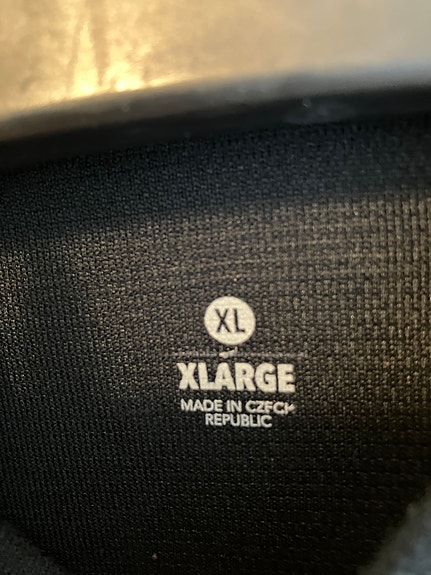 XL
XLARGE
MADE IN CZECH
REPUBLIC